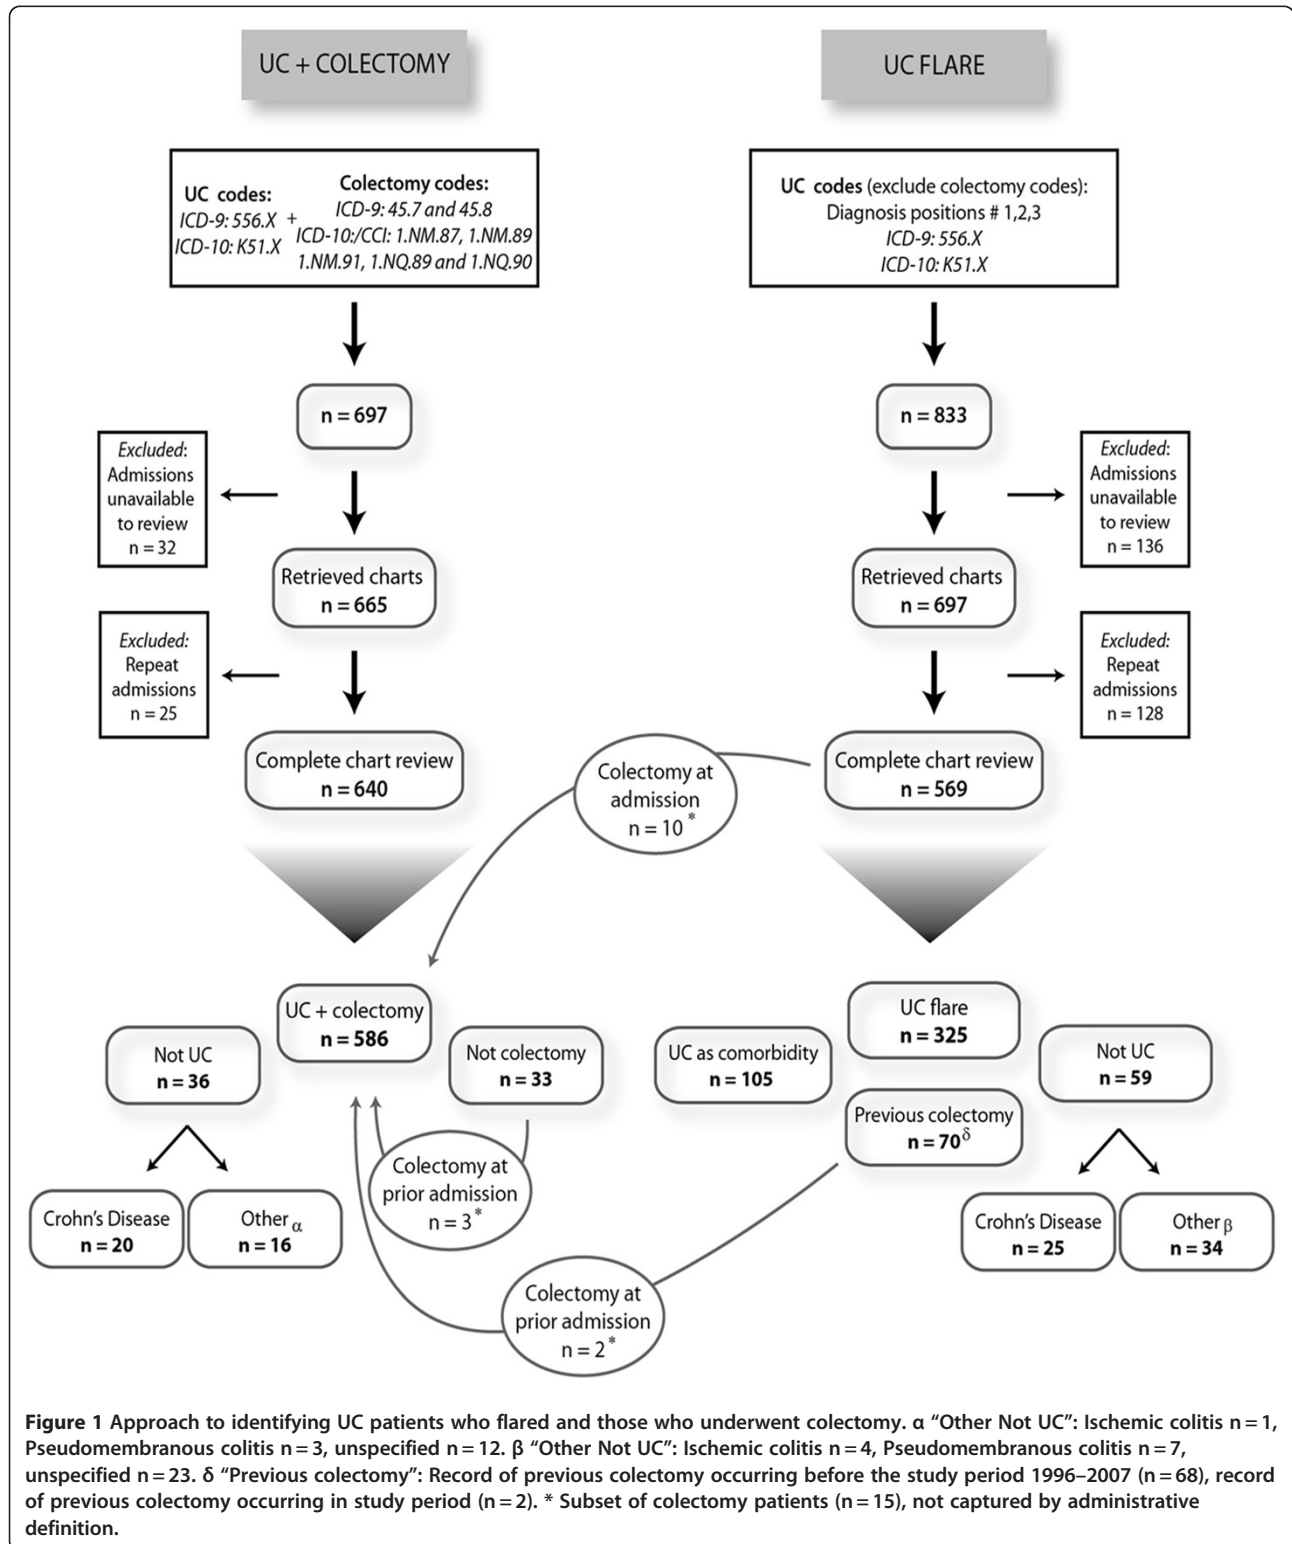 UC + COLECTOMY
UC FLARE
UC codes:
ICD-9: 556.X
ICD-10: K51.X
+
Colectomy codes:
ICD-9: 45.7 and 45.8
ICD-10:/CCI: 1.NM.87, 1.NM.89
1.NM.91, 1.NQ.89 and 1.NQ.90
UC codes (exclude colectomy codes):
Diagnosis positions # 1,2,3
ICD-9: 556.X
ICD-10: K51.X
n = 697
n = 833
Excluded:
Admissions
unavailable
to review
n = 32
Excluded:
Admissions
unavailable
to review
n = 136
Retrieved charts
n = 665
Retrieved charts
n = 697
Excluded:
Repeat
admissions
n = 25
Excluded:
Repeat
admissions
n = 128
Complete chart review
n = 640
Colectomy at
admission
n = 10 *
Complete chart review
n = 569
UC + colectomy
n = 586
Not UC
n = 36
Not colectomy
n = 33
UC flare
n = 325
UC as comorbidity
n = 105
Not UC
n = 59
Previous colectomy
n = 70 δ
Colectomy at
prior admission
n = 3 *
Crohn's Disease
n = 20
Other α
n = 16
Crohn's Disease
n = 25
Other β
n = 34
Colectomy at
prior admission
n = 2 *
Figure 1 Approach to identifying UC patients who flared and those who underwent colectomy. α “Other Not UC”: Ischemic colitis n = 1,
Pseudomembranous colitis n = 3, unspecified n = 12. β “Other Not UC”: Ischemic colitis n = 4, Pseudomembranous colitis n = 7,
unspecified n = 23. δ “Previous colectomy”: Record of previous colectomy occurring before the study period 1996–2007 (n = 68), record
of previous colectomy occurring in study period (n = 2). * Subset of colectomy patients (n = 15), not captured by administrative
definition.